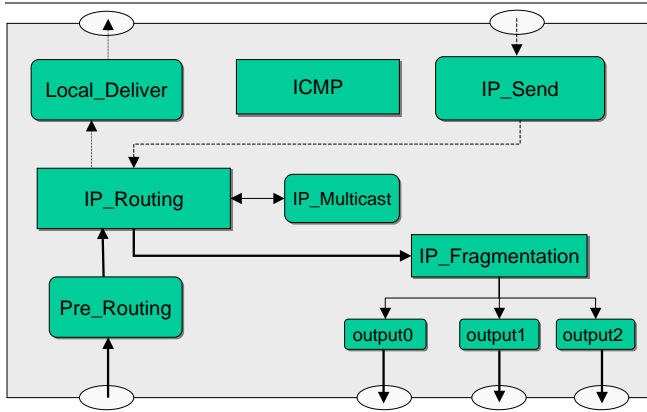 Local_Deliver
ICMP
IP_Send
IP_Routing
IP_Multicast
IP_Fragmentation
Pre_Routing
output0
output1
output2